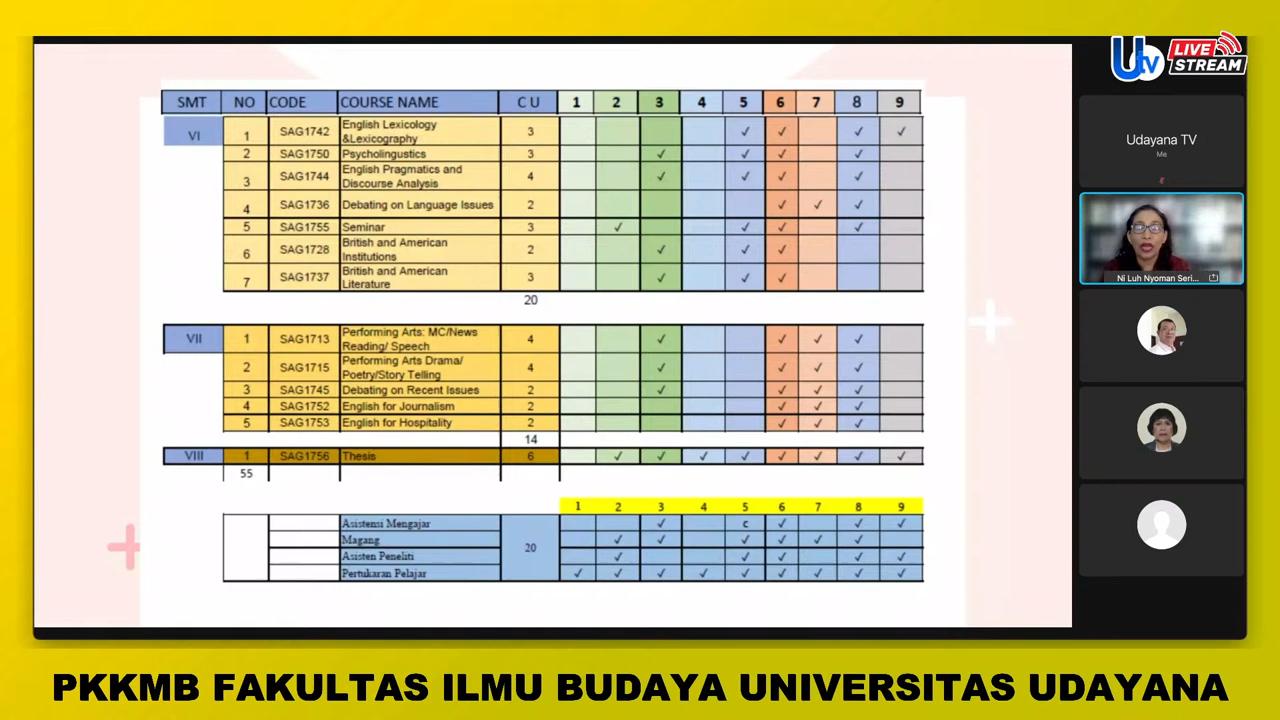 Utv LIVE STREAM
SMT NO CODE COURSE NAME C U 1 2 3 4 5 6 7 8 9
VI 1 SAG1742 English Lexicology &Lexicography 3 ✓ ✓ ✓ ✓
2 SAG1750 Psycholingustics 3 ✓ ✓ ✓ ✓
3 SAG1744 English Pragmatics and Discourse Analysis 4 ✓ ✓ ✓ ✓
4 SAG1736 Debating on Language Issues 2 ✓ ✓ ✓
5 SAG1755 Seminar 3 ✓ ✓ ✓ ✓
6 SAG1728 British and American Institutions 2 ✓ ✓ ✓
7 SAG1737 British and American Literature 3 ✓ ✓ ✓
20
VII 1 SAG1713 Performing Arts: MC/News Reading/ Speech 4 ✓ ✓ ✓ ✓
2 SAG1715 Performing Arts Drama/ Poetry/Story Telling 4 ✓ ✓ ✓ ✓
3 SAG1745 Debating on Recent Issues 2 ✓ ✓ ✓ ✓
4 SAG1752 English for Journalism 2 ✓ ✓ ✓
5 SAG1753 English for Hospitality 2 ✓ ✓ ✓
14
VIII 1 SAG1756 Thesis 6 ✓ ✓ ✓ ✓ ✓ ✓ ✓ ✓
55
1 2 3 4 5 6 7 8 9
Asistensi Mengajar ✓ c ✓ ✓ ✓
Magang ✓ ✓ ✓ ✓ ✓ ✓
20
Asisten Peneliti ✓ ✓ ✓ ✓ ✓
Pertukaran Pelajar ✓ ✓ ✓ ✓ ✓ ✓ ✓ ✓ ✓
Udayana TV
Me
Ni Luh Nyoman Seri...
PKKMB FAKULTAS ILMU BUDAYA UNIVERSITAS UDAYANA